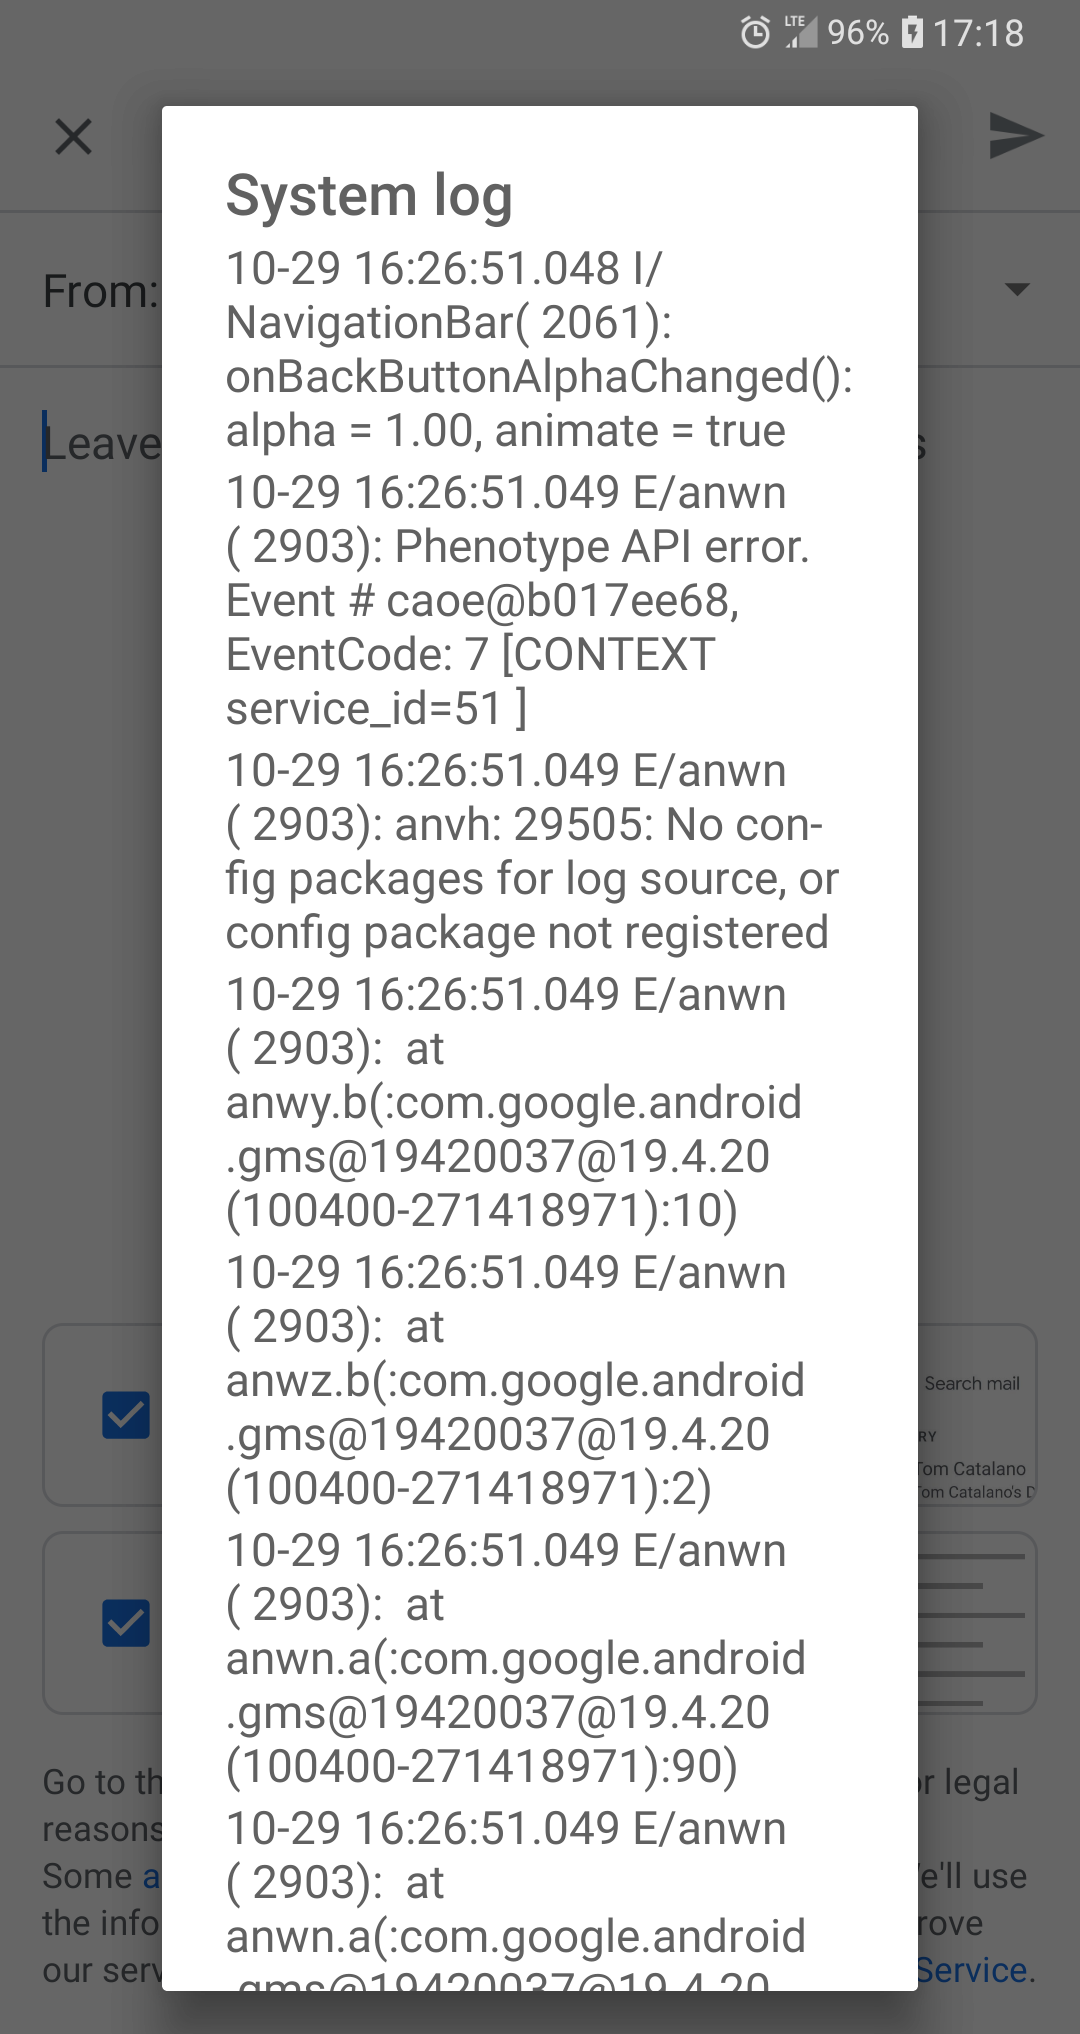 LTE 96% 17:18
System log
10-29 16:26:51.048 I/
NavigationBar( 2061):
onBackButtonAlphaChanged():
alpha = 1.00, animate = true
10-29 16:26:51.049 E/anwn
( 2903): Phenotype API error.
Event # caoe@b017ee68,
EventCode: 7 [CONTEXT
service_id=51 ]
10-29 16:26:51.049 E/anwn
( 2903): anvh: 29505: No con-
fig packages for log source, or
config package not registered
10-29 16:26:51.049 E/anwn
( 2903):  at
anwy.b(:com.google.android
.gms@19420037@19.4.20
(100400-271418971):10)
10-29 16:26:51.049 E/anwn
( 2903):  at
anwz.b(:com.google.android
.gms@19420037@19.4.20
(100400-271418971):2)
10-29 16:26:51.049 E/anwn
( 2903):  at
anwn.a(:com.google.android
.gms@19420037@19.4.20
(100400-271418971):90)
10-29 16:26:51.049 E/anwn
( 2903):  at
anwn.a(:com.google.android
.gms@19420037@19.4.20
From:
Leave
Search mail
RY
Tom Catalano
Tom Catalano's D
Go to th
r legal
reasons
Some a
e'll use
the info
rove
our serv
Service.